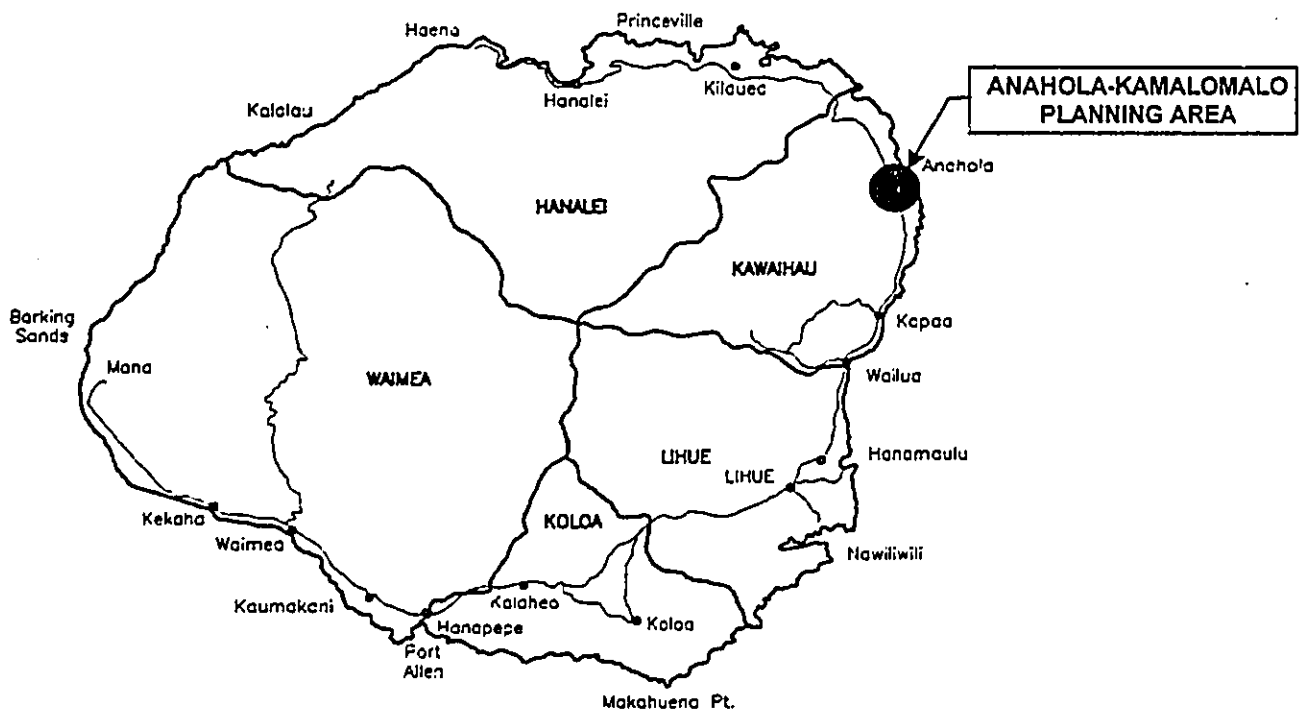 Princeville
Haena
Hanalei
Kilauea
Kalalau
ANAHOLA-KAMALOMALO
PLANNING AREA
Anahola
HANALEI
KAWAIHAU
Barking
Sands
Mana
Kapaa
Wailua
WAIMEA
LIHUE
LIHUE
Hanamaulu
KOLOA
Kekaha
Waimea
Nawiliwili
Kaumakani
Kalaheo
Hanapepe
Koloa
Port
Allen
Makahuena Pt.